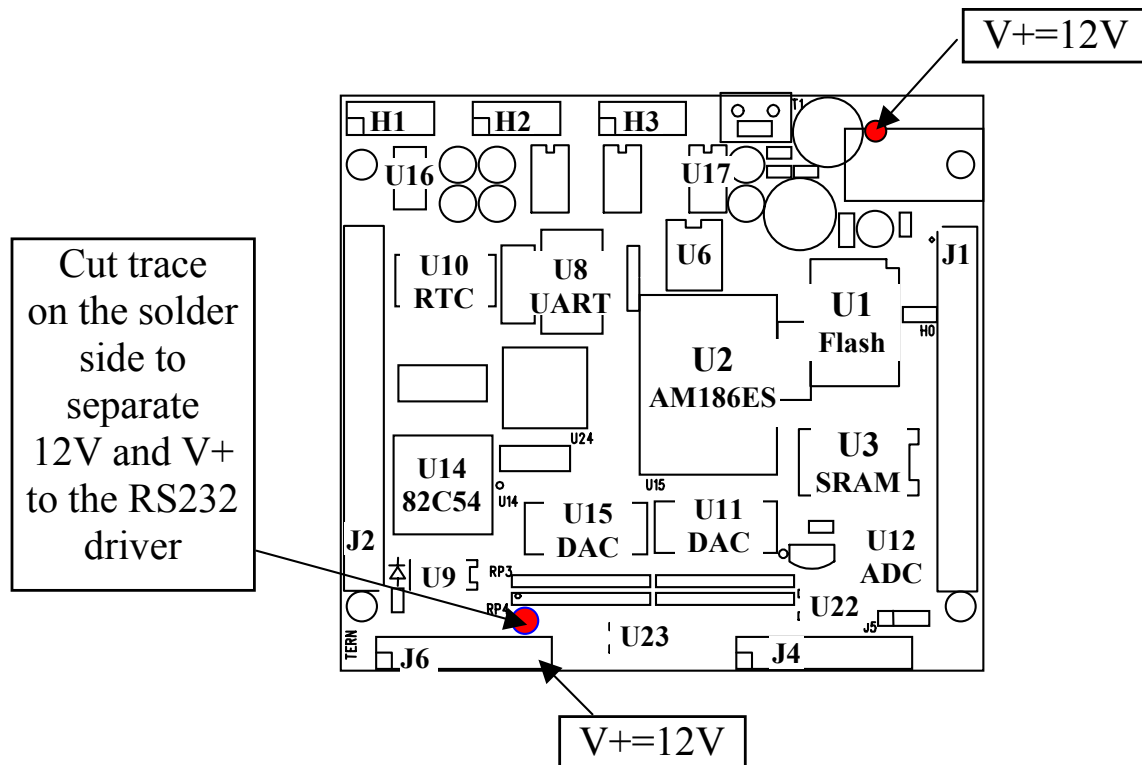 V+=12V
T1
H1
H2
H3
U16
U17
Cut trace
on the solder
side to
separate
12V and V+
to the RS232
driver
U10
RTC
U8
UART
U6
J1
U1
Flash
H0
U2
AM186ES
U24
U14
82C54
U14
U15
U3
SRAM
U15
DAC
U11
DAC
U12
ADC
J2
U9
RP3
RP4
U22
J5
TERN
U23
J6
J4
V+=12V